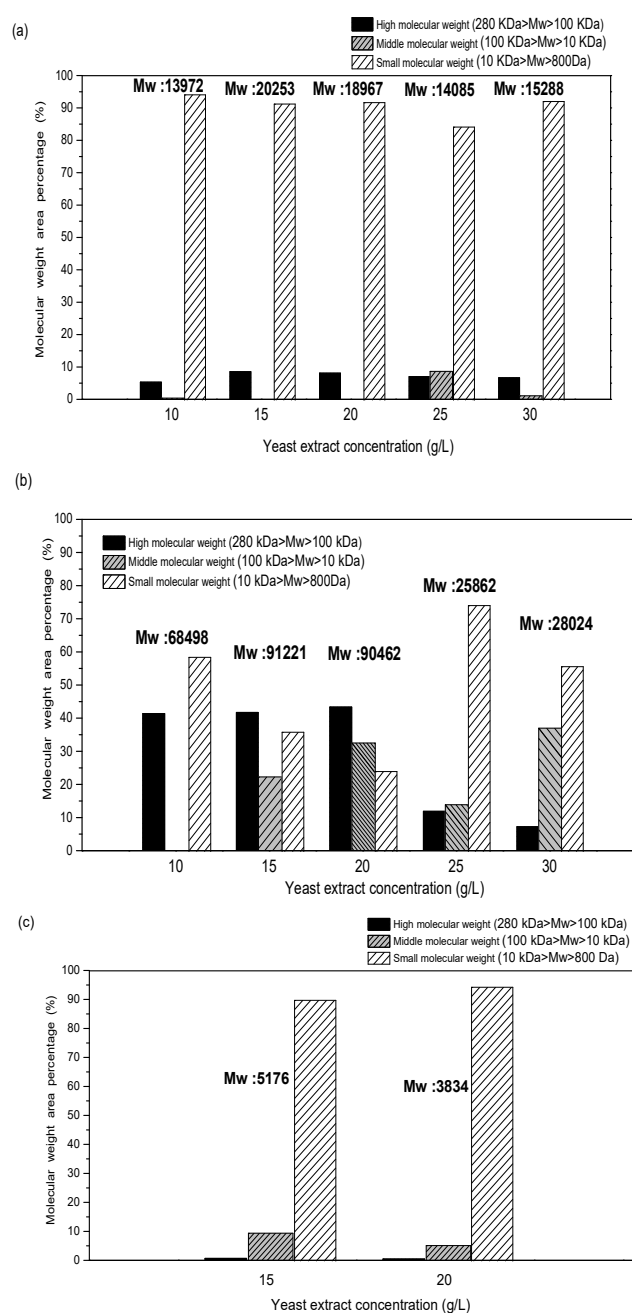 (a)
High molecular weight (280 KDa>Mw>100 KDa)
Middle molecular weight (100 KDa>Mw>10 KDa)
Small molecular weight (10 KDa>Mw>800Da)
Molecular weight area percentage (%)
100
90
80
70
60
50
40
30
20
10
0
Mw :13972
Mw :20253
Mw :18967
Mw :14085
Mw :15288
10
15
20
25
30
Yeast extract concentration (g/L)
(b)
High molecular weight (280 kDa>Mw>100 kDa)
Middle molecular weight (100 kDa>Mw>10 kDa)
Small molecular weight (10 kDa>Mw>800Da)
Molecular weight area percentage (%)
100
90
80
70
60
50
40
30
20
10
0
Mw :68498
Mw :91221
Mw :90462
Mw :25862
Mw :28024
10
15
20
25
30
Yeast extract concentration (g/L)
(c)
High molecular weight (280 kDa>Mw>100 kDa)
Middle molecular weight (100 kDa>Mw>10 kDa)
Small molecular weight (10 kDa>Mw>800 Da)
Molecular weight area percentage (%)
100
90
80
70
60
50
40
30
20
10
0
Mw :5176
Mw :3834
15
20
Yeast extract concentration (g/L)